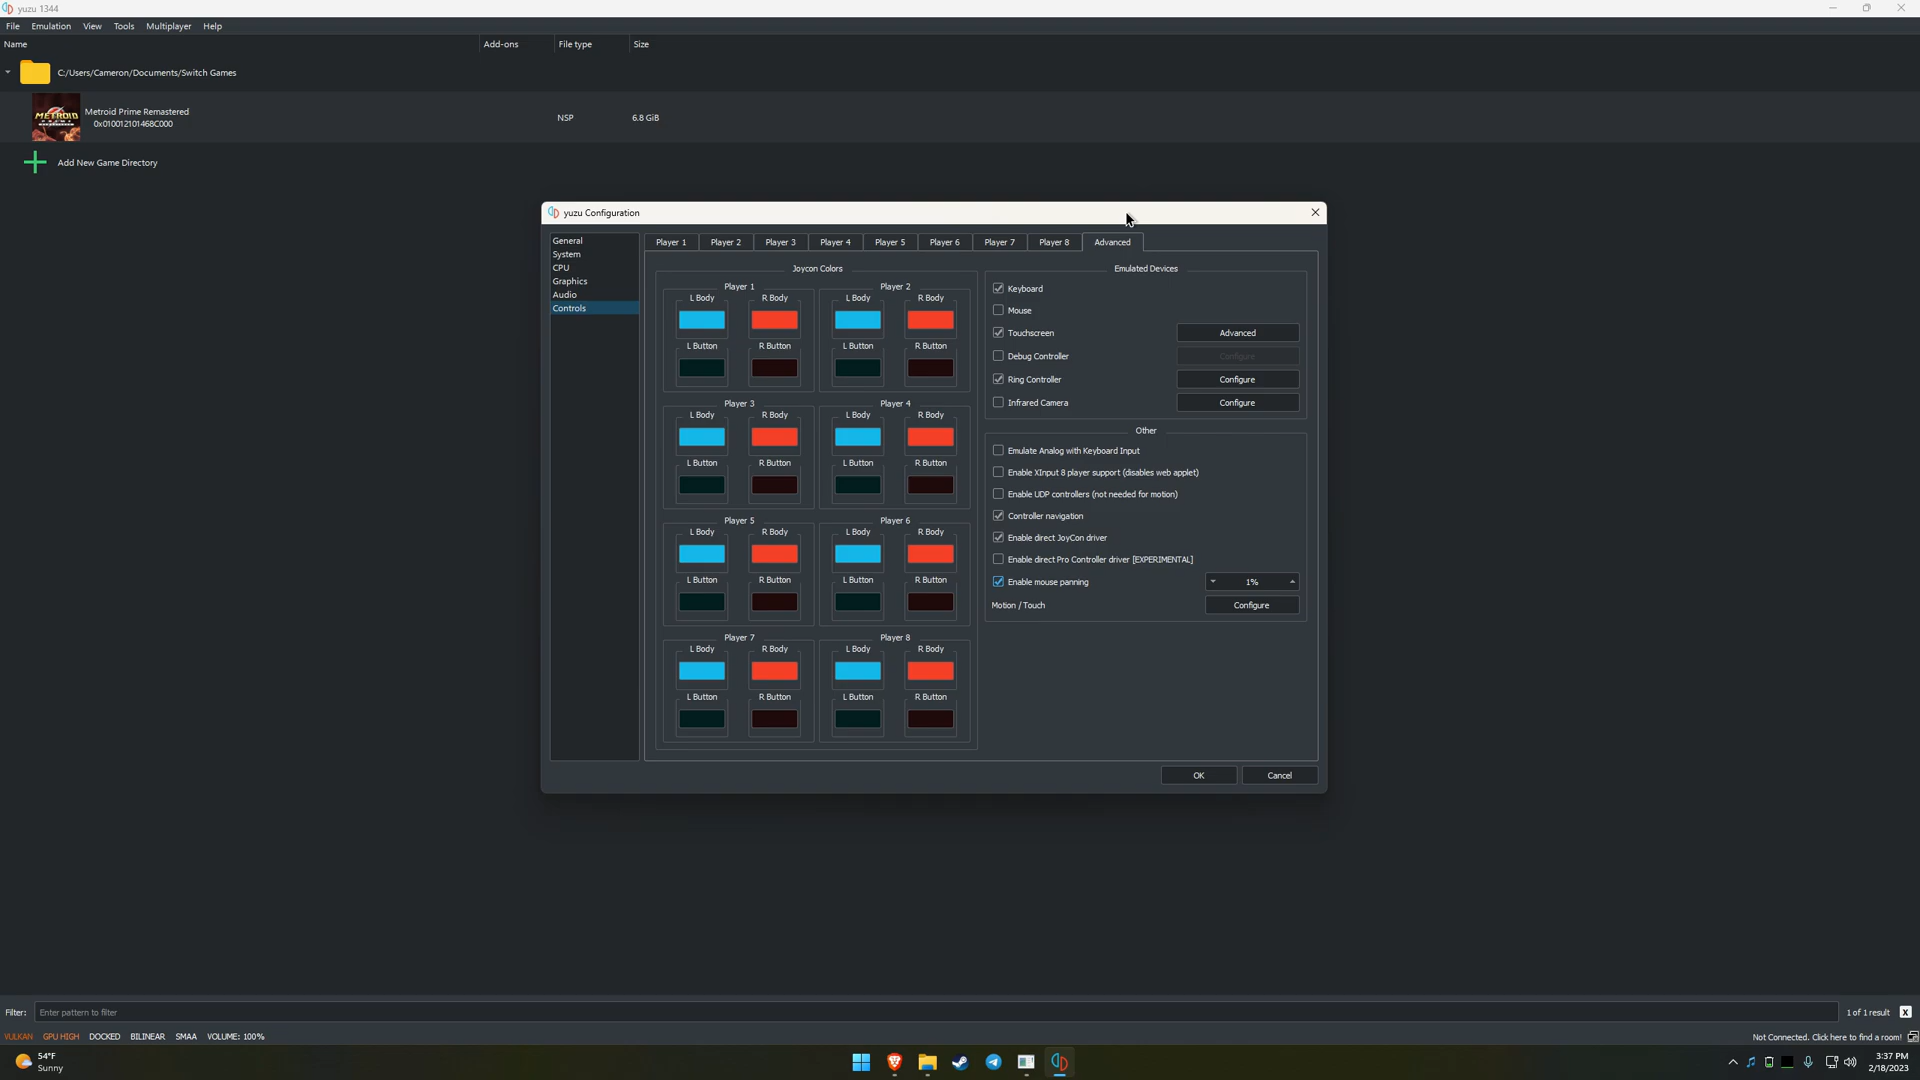 yuzu 1344
File Emulation View Tools Multiplayer Help
Name Add-ons File type Size
C:/Users/Cameron/Documents/Switch Games
METROID PRIME
Metroid Prime Remastered
0x010012101468C000
NSP 6.8 GiB
Add New Game Directory
yuzu Configuration
General
System
CPU
Graphics
Audio
Controls
Player 1 Player 2 Player 3 Player 4 Player 5 Player 6 Player 7 Player 8 Advanced
Joycon Colors
Player 1 Player 2
L Body R Body L Body R Body
L Button R Button L Button R Button
Player 3 Player 4
L Body R Body L Body R Body
L Button R Button L Button R Button
Player 5 Player 6
L Body R Body L Body R Body
L Button R Button L Button R Button
Player 7 Player 8
L Body R Body L Body R Body
L Button R Button L Button R Button
Emulated Devices
Keyboard
Mouse
Touchscreen Advanced
Debug Controller Configure
Ring Controller Configure
Infrared Camera Configure
Other
Emulate Analog with Keyboard Input
Enable XInput 8 player support (disables web applet)
Enable UDP controllers (not needed for motion)
Controller navigation
Enable direct JoyCon driver
Enable direct Pro Controller driver [EXPERIMENTAL]
Enable mouse panning 1%
Motion / Touch Configure
OK Cancel
Filter: Enter pattern to filter 1 of 1 result X
VULKAN GPU HIGH DOCKED BILINEAR SMAA VOLUME: 100% Not Connected. Click here to find a room!
54°F
Sunny
3:37 PM
2/18/2023